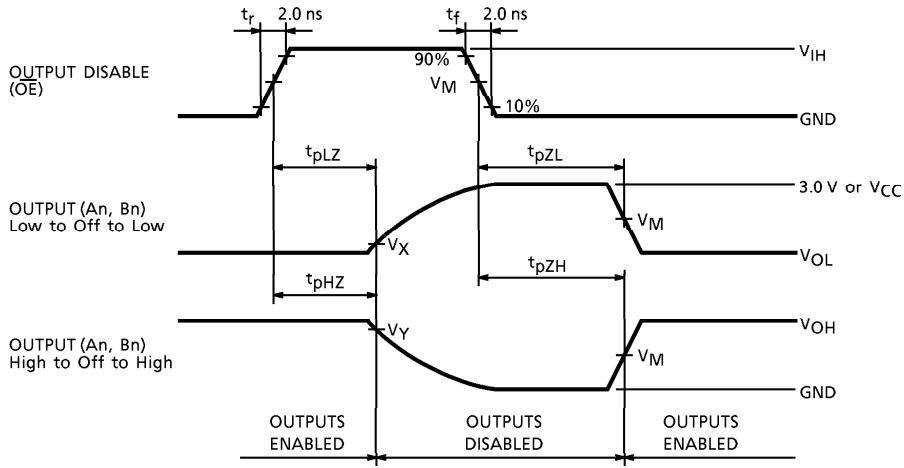 tr 2.0 ns tf 2.0 ns
OUTPUT DISABLE
(OE)
90%
VM
10%
VIH
GND
tpLZ tpZL
OUTPUT (An, Bn)
Low to Off to Low
VX
3.0 V or VCC
VM
VOL
tpHZ tpZH
OUTPUT (An, Bn)
High to Off to High
VY
VOH
VM
GND
OUTPUTS
ENABLED
OUTPUTS
DISABLED
OUTPUTS
ENABLED